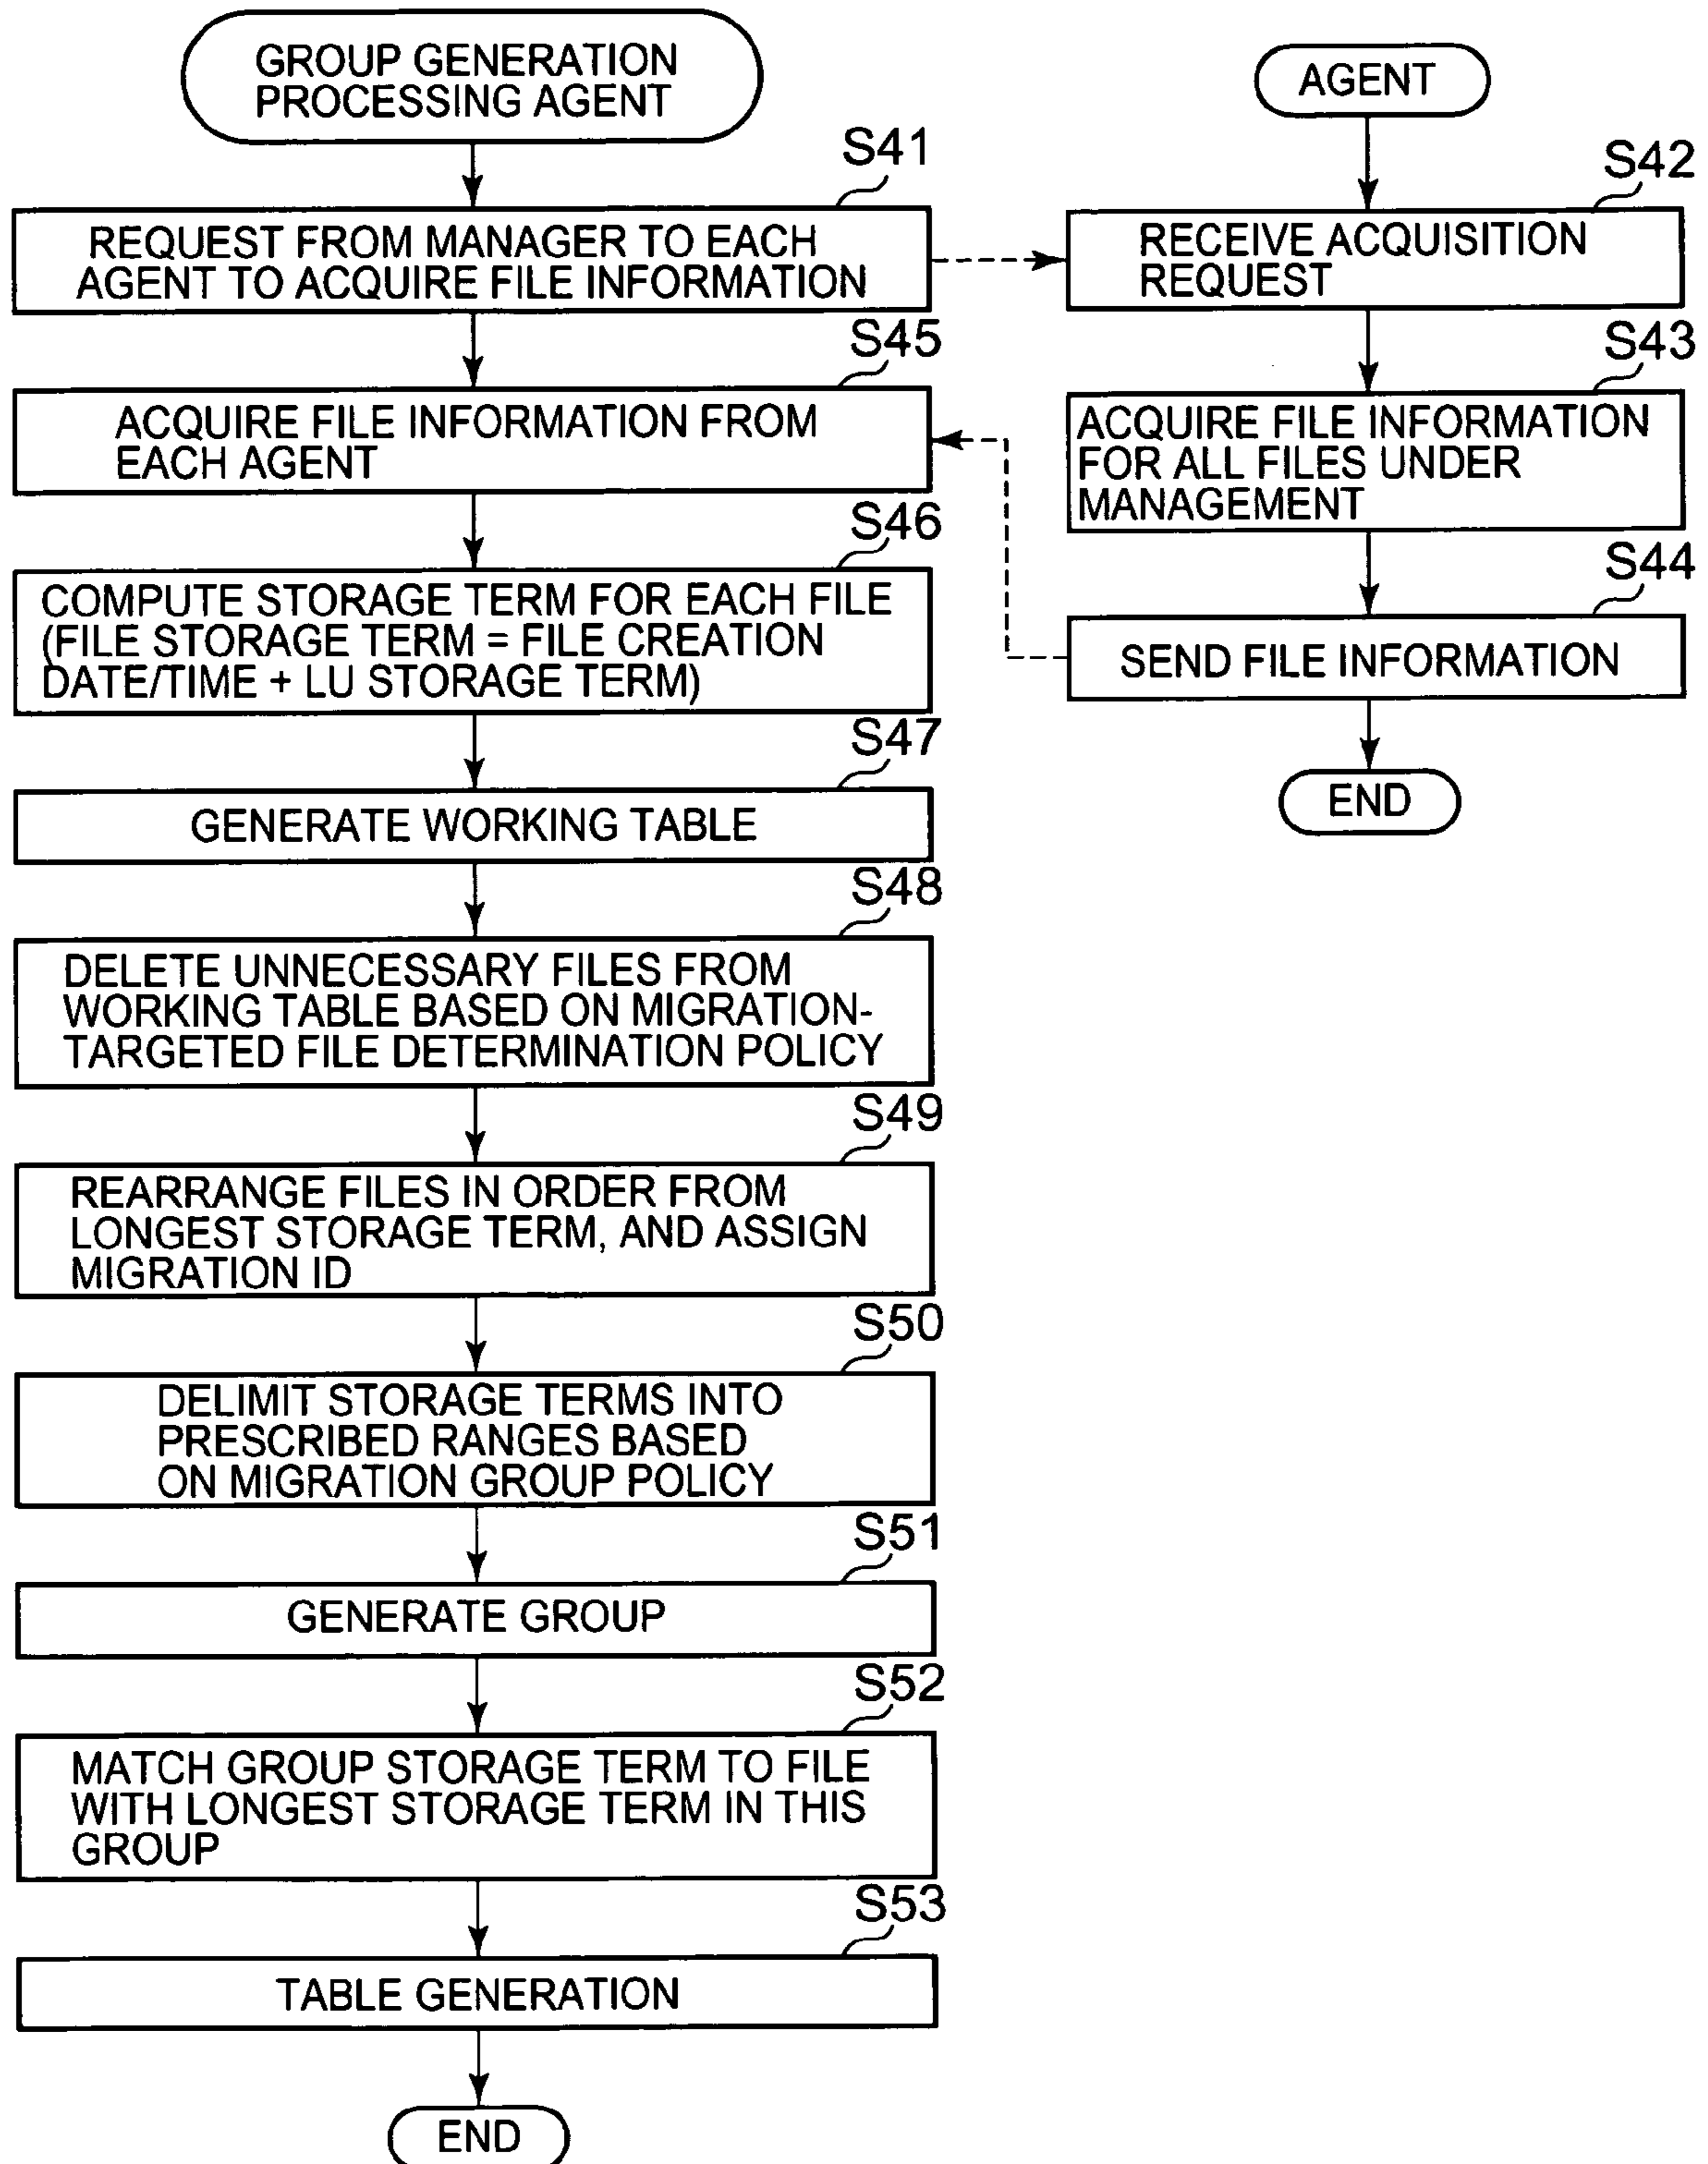 GROUP GENERATION
PROCESSING AGENT
S41
REQUEST FROM MANAGER TO EACH
AGENT TO ACQUIRE FILE INFORMATION
S45
ACQUIRE FILE INFORMATION FROM
EACH AGENT
S46
COMPUTE STORAGE TERM FOR EACH FILE
(FILE STORAGE TERM = FILE CREATION
DATE/TIME + LU STORAGE TERM)
S47
GENERATE WORKING TABLE
S48
DELETE UNNECESSARY FILES FROM
WORKING TABLE BASED ON MIGRATION-
TARGETED FILE DETERMINATION POLICY
S49
REARRANGE FILES IN ORDER FROM
LONGEST STORAGE TERM, AND ASSIGN
MIGRATION ID
S50
DELIMIT STORAGE TERMS INTO
PRESCRIBED RANGES BASED
ON MIGRATION GROUP POLICY
S51
GENERATE GROUP
S52
MATCH GROUP STORAGE TERM TO FILE
WITH LONGEST STORAGE TERM IN THIS
GROUP
S53
TABLE GENERATION
END
AGENT
S42
RECEIVE ACQUISITION
REQUEST
S43
ACQUIRE FILE INFORMATION
FOR ALL FILES UNDER
MANAGEMENT
S44
SEND FILE INFORMATION
END